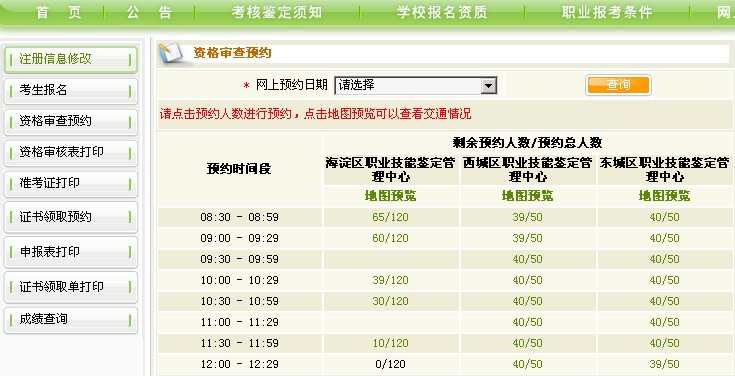 首 页 公 告 考核鉴定须知 学校报名资质 职业报考条件 网
注册信息修改
考生报名
资格审查预约
资格审核表打印
准考证打印
证书领取预约
申报表打印
证书领取单打印
成绩查询
资格审查预约
* 网上预约日期 请选择 查询
请点击预约人数进行预约，点击地图预览可以查看交通情况
预约时间段
剩余预约人数/预约总人数
海淀区职业技能鉴定管 西城区职业技能鉴定管 东城区职业技能鉴定管
理中心 理中心 理中心
地图预览 地图预览 地图预览
08:30 - 08:59 65/120 39/50 40/50
09:00 - 09:29 60/120 39/50 40/50
09:30 - 09:59 40/50 40/50
10:00 - 10:29 39/120 40/50 40/50
10:30 - 10:59 30/120 40/50 40/50
11:00 - 11:29 40/50 40/50
11:30 - 11:59 10/120 40/50 40/50
12:00 - 12:29 0/120 40/50 39/50